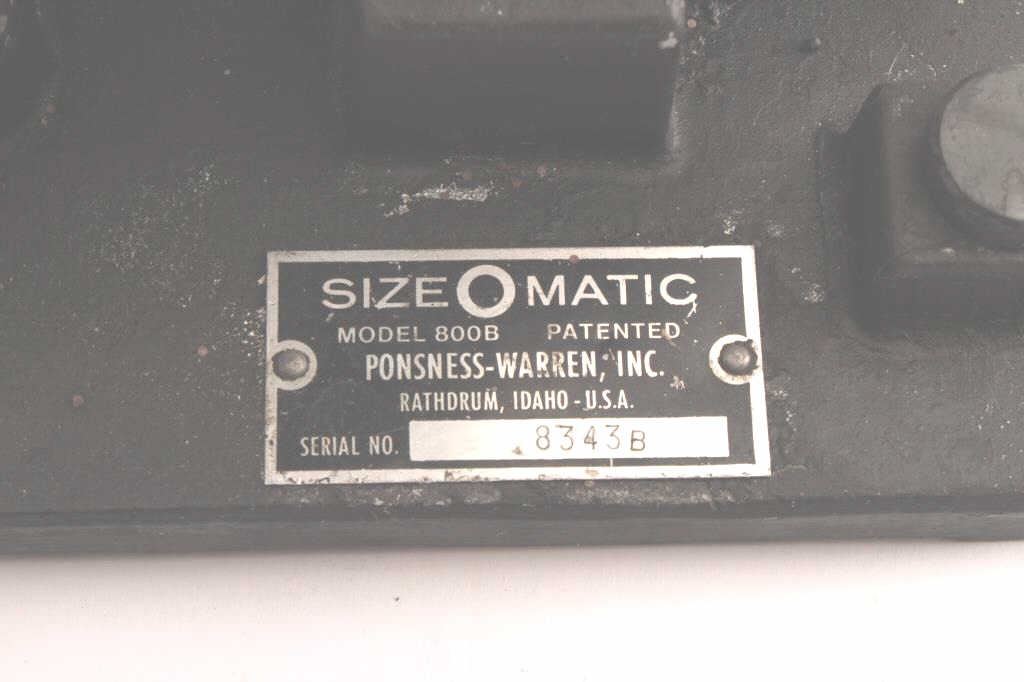 SIZE O MATIC
MODEL 800B PATENTED
PONSNESS-WARREN, INC.
RATHDRUM, IDAHO - U.S.A.
SERIAL NO. 8343B